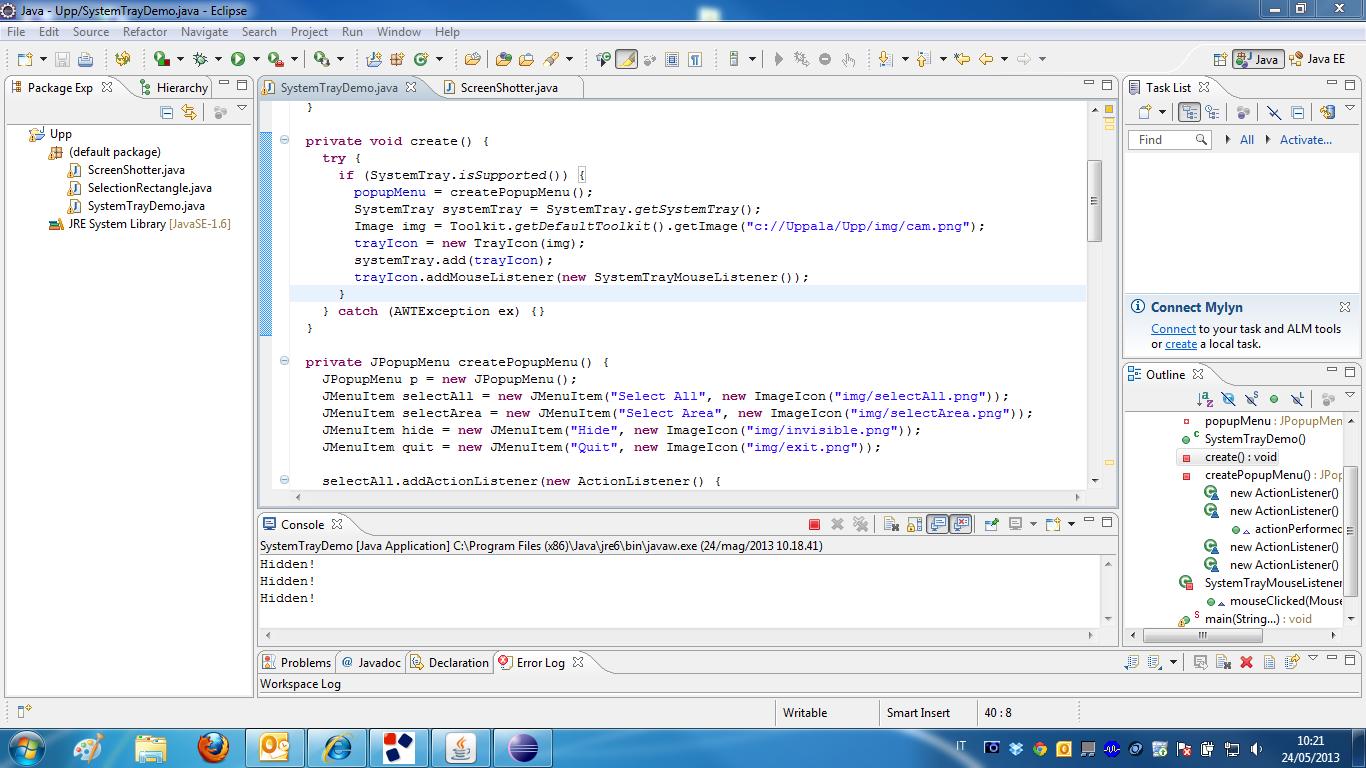 Java - Upp/SystemTrayDemo.java - Eclipse
File Edit Source Refactor Navigate Search Project Run Window Help
Java Java EE
Package Exp Hierarchy
Upp
(default package)
ScreenShotter.java
SelectionRectangle.java
SystemTrayDemo.java
JRE System Library [JavaSE-1.6]
SystemTrayDemo.java ScreenShotter.java
}
private void create() {
try {
if (SystemTray.isSupported()) {
popupMenu = createPopupMenu();
SystemTray systemTray = SystemTray.getSystemTray();
Image img = Toolkit.getDefaultToolkit().getImage("c://Uppala/Upp/img/cam.png");
trayIcon = new TrayIcon(img);
systemTray.add(trayIcon);
trayIcon.addMouseListener(new SystemTrayMouseListener());
}
} catch (AWTException ex) {}
}
private JPopupMenu createPopupMenu() {
JPopupMenu p = new JPopupMenu();
JMenuItem selectAll = new JMenuItem("Select All", new ImageIcon("img/selectAll.png"));
JMenuItem selectArea = new JMenuItem("Select Area", new ImageIcon("img/selectArea.png"));
JMenuItem hide = new JMenuItem("Hide", new ImageIcon("img/invisible.png"));
JMenuItem quit = new JMenuItem("Quit", new ImageIcon("img/exit.png"));
selectAll.addActionListener(new ActionListener() {
Console
SystemTrayDemo [Java Application] C:\Program Files (x86)\Java\jre6\bin\javaw.exe (24/mag/2013 10.18.41)
Hidden!
Hidden!
Hidden!
Problems @ Javadoc Declaration Error Log
Workspace Log
Task List
Find All Activate...
Connect Mylyn
Connect to your task and ALM tools
or create a local task.
Outline
popupMenu : JPopupMen
SystemTrayDemo()
create() : void
createPopupMenu() : JPop
new ActionListener()
new ActionListener()
actionPerformed
new ActionListener()
new ActionListener()
SystemTrayMouseListener
mouseClicked(Mouse
main(String...) : void
Writable Smart Insert 40 : 8
IT 10:21
24/05/2013